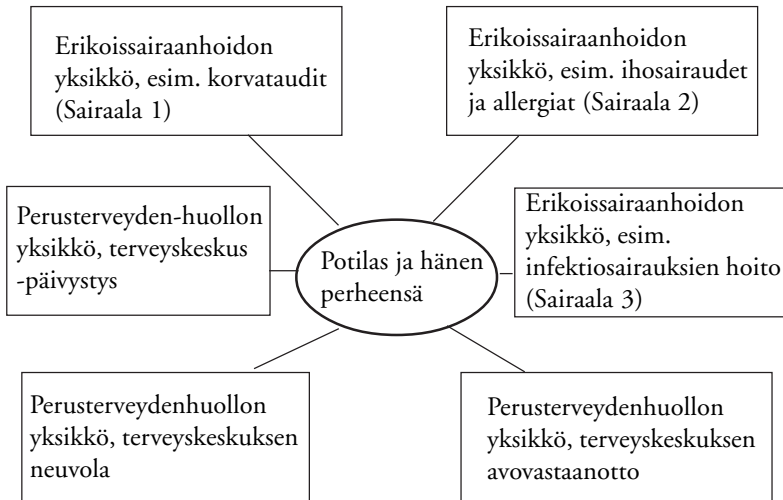 Erikoissairaanhoidon
yksikkö, esim. korvataudit
(Sairaala 1)
Erikoissairaanhoidon
yksikkö, esim. ihosairaudet
ja allergiat (Sairaala 2)
Perusterveyden-huollon
yksikkö, terveyskeskus
-päivystys
Potilas ja hänen
perheensä
Erikoissairaanhoidon
yksikkö, esim.
infektiosairauksien hoito
(Sairaala 3)
Perusterveydenhuollon
yksikkö, terveyskeskuksen
neuvola
Perusterveydenhuollon
yksikkö, terveyskeskuksen
avovastaanotto